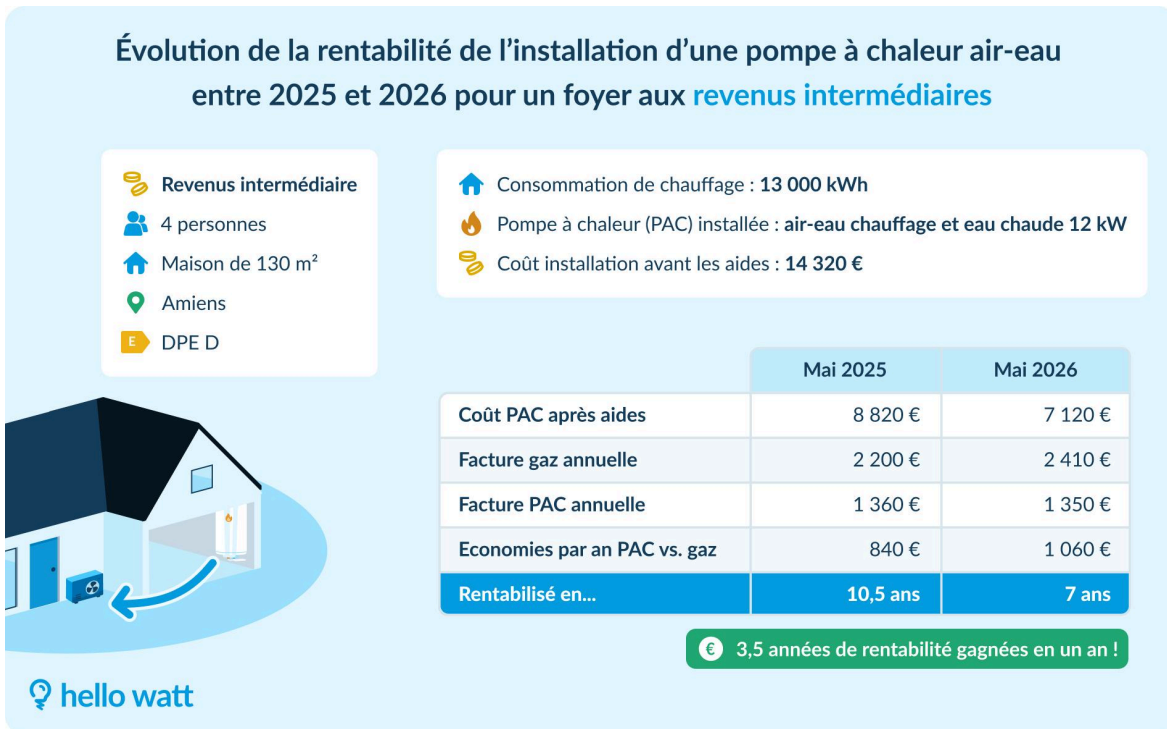 Évolution de la rentabilité de l’installation d’une pompe à chaleur air-eau
entre 2025 et 2026 pour un foyer aux revenus intermédiaires
Revenus intermédiaire
4 personnes
Maison de 130 m²
Amiens
E DPE D
Consommation de chauffage : 13 000 kWh
Pompe à chaleur (PAC) installée : air-eau chauffage et eau chaude 12 kW
Coût installation avant les aides : 14 320 €
Mai 2025 Mai 2026
Coût PAC après aides 8 820 € 7 120 €
Facture gaz annuelle 2 200 € 2 410 €
Facture PAC annuelle 1 360 € 1 350 €
Economies par an PAC vs. gaz 840 € 1 060 €
Rentabilisé en... 10,5 ans 7 ans
€ 3,5 années de rentabilité gagnées en un an !
hello watt